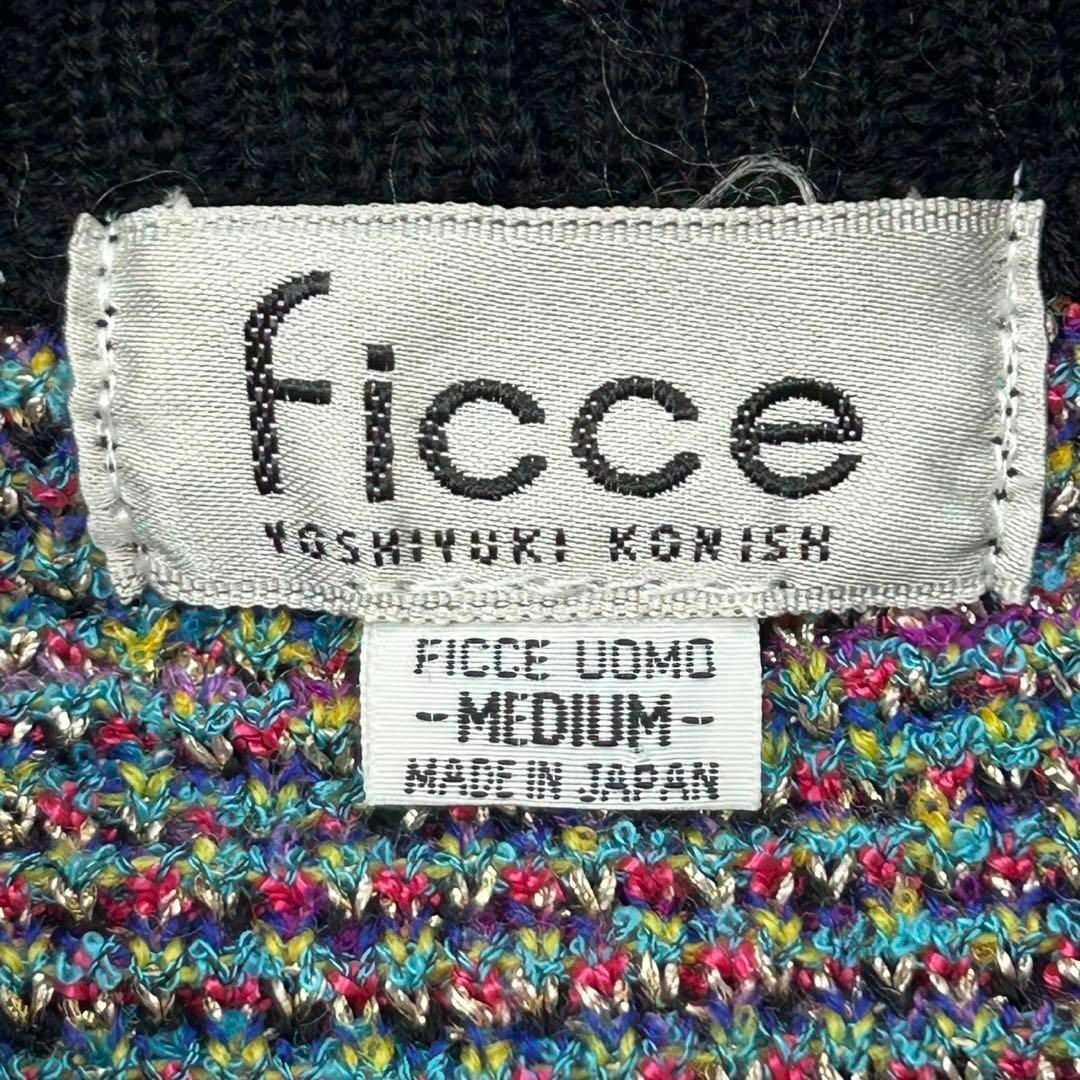 ficce
YOSHIYUKI KONISH
FICCE UOMO
-MEDIUM-
MADE IN JAPAN